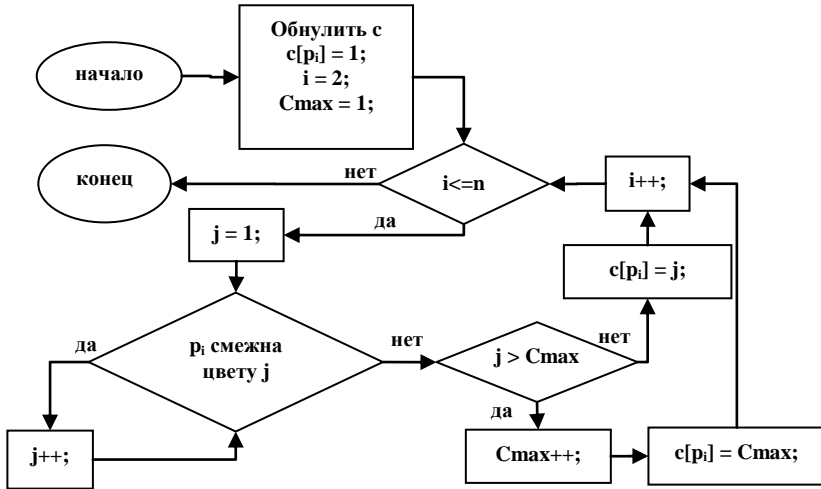 начало
Обнулить c
c[pᵢ] = 1;
i = 2;
Cmax = 1;
конец
нет
i<=n
i++;
да
j = 1;
c[pᵢ] = j;
да
pᵢ смежна
цвету j
нет
j > Cmax
нет
да
j++;
Cmax++;
c[pᵢ] = Cmax;